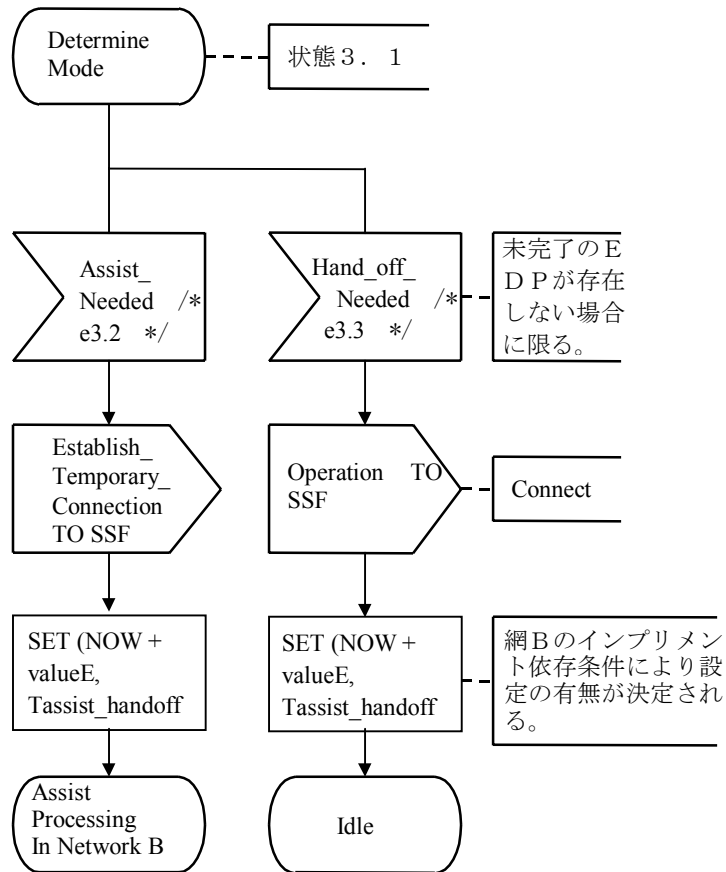 Determine
Mode
状態３．１
Assist_
Needed /*
e3.2 */
Hand_off_
Needed /*
e3.3 */
未完了のＥ
ＤＰが存在
しない場合
に限る。
Establish_
Temporary_
Connection
TO SSF
Operation TO
SSF
Connect
SET (NOW +
valueE,
Tassist_handoff
SET (NOW +
valueE,
Tassist_handoff
網Ｂのインプリメン
ト依存条件により設
定の有無が決定され
る。
Assist
Processing
In Network B
Idle